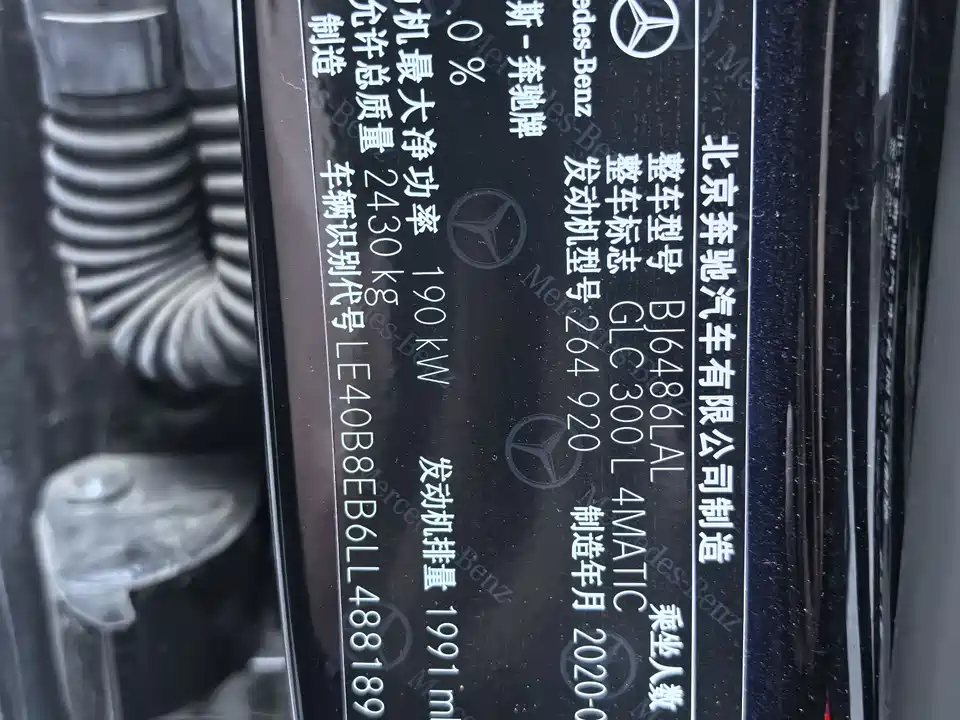 北京奔驰汽车有限公司制造
Mercedes-Benz 整车型号 BJ6486LAL 乘坐人数
整车标志 GLC 300 L 4MATIC
斯-奔驰牌 发动机型号 264 920 制造年月 2020-0
.0%
机最大净功率 190 kW 发动机排量 1991 ml
允许总质量 2430 kg
制造 车辆识别代号 LE40B8EB6LL488189